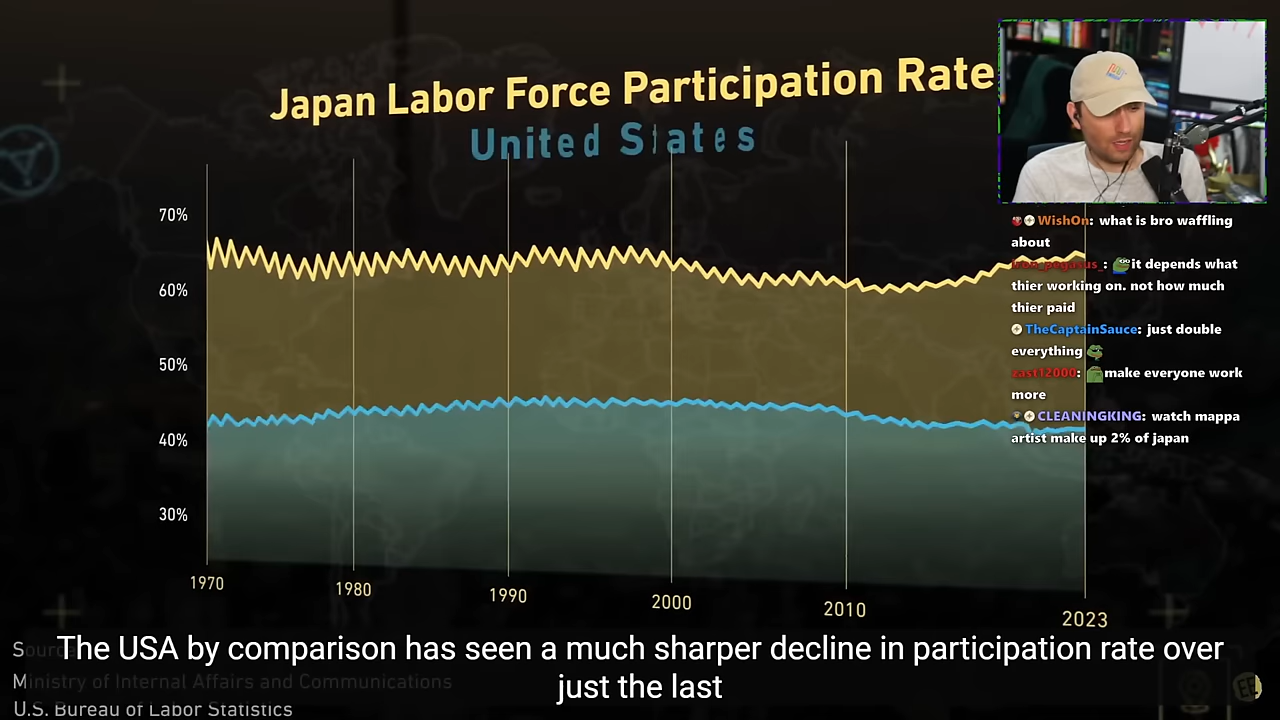 Japan Labor Force Participation Rate
United States
70%
60%
50%
40%
30%
1970
1980
1990
2000
2010
2023
WishOn: what is bro waffling
about
it depends what
thier working on. not how much
thier paid
TheCaptainSauce: just double
everything
zast12000: make everyone work
more
CLEANINGKING: watch mappa
artist make up 2% of japan
The USA by comparison has seen a much sharper decline in participation rate over
just the last
Ministry of Internal Affairs and Communications
U.S. Bureau of Labor Statistics
EE